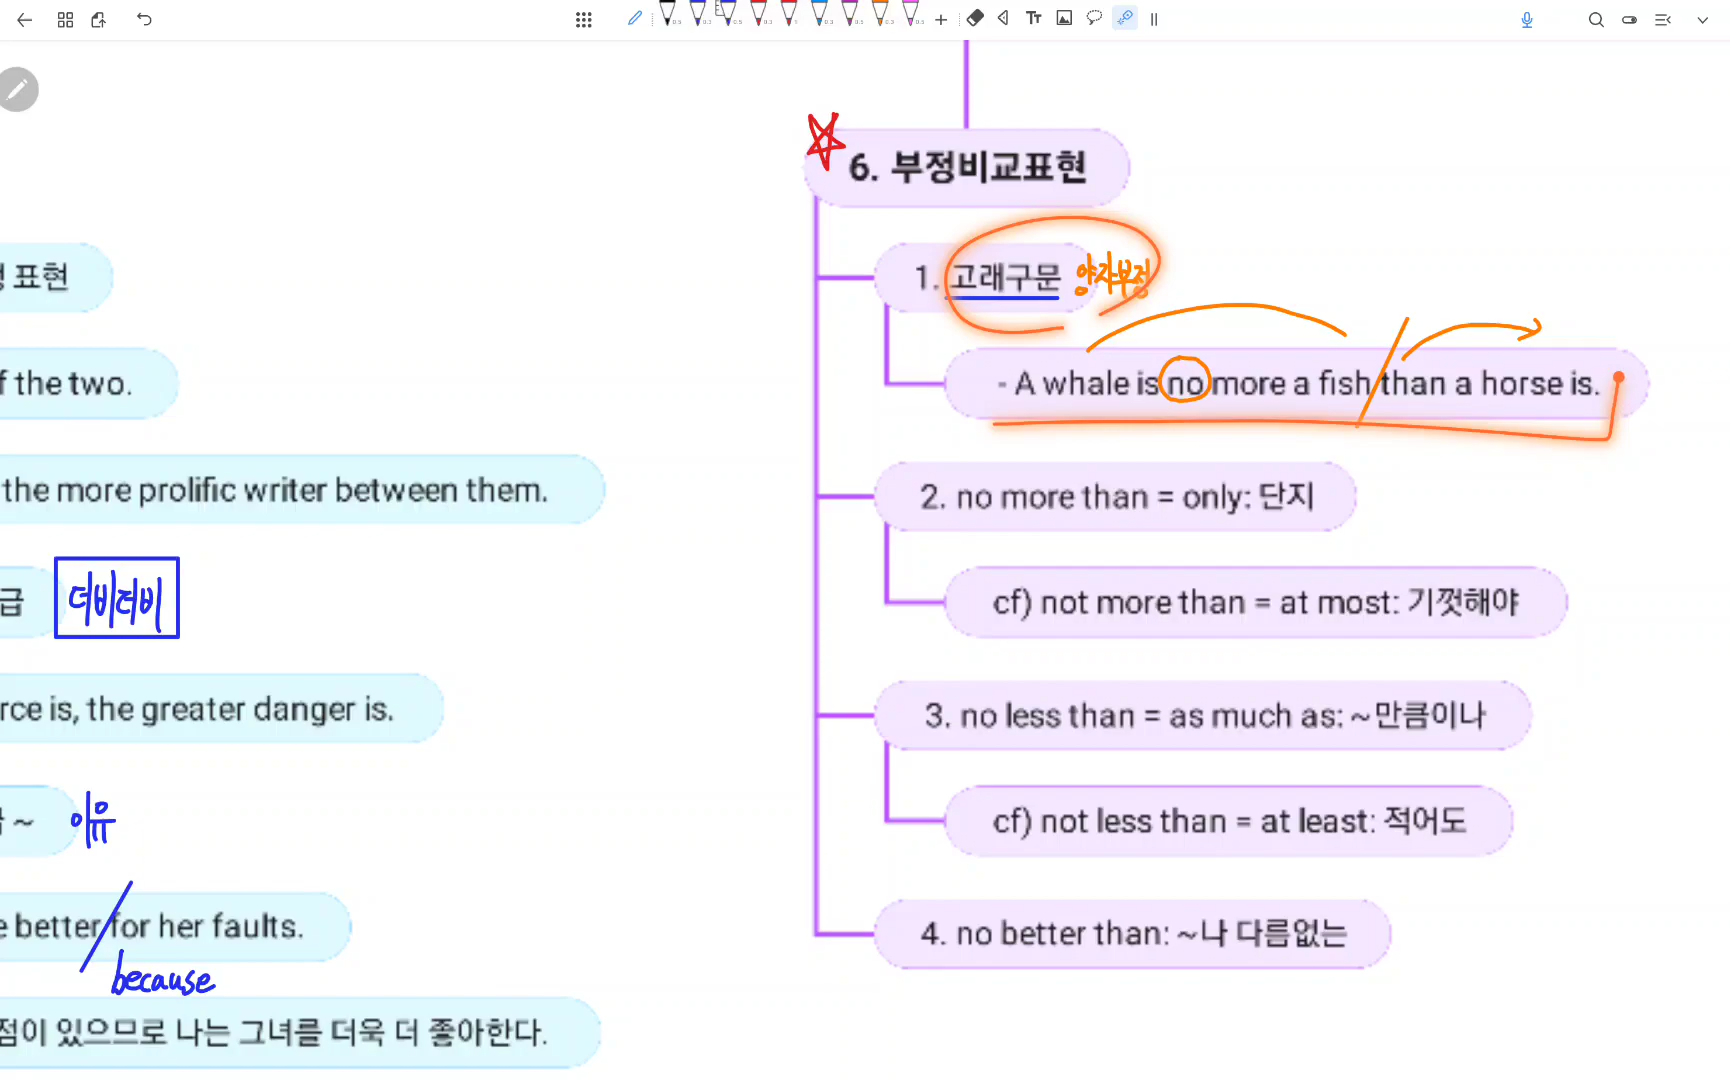 표현
f the two.
the more prolific writer between them.
급 더비더비
rce is, the greater danger is.
~ 이유
e better for her faults.
because
점이 있으므로 나는 그녀를 더욱 더 좋아한다.
6. 부정비교표현
1. 고래구문 양자부정
- A whale is no more a fish than a horse is.
2. no more than = only: 단지
cf) not more than = at most: 기껏해야
3. no less than = as much as: ~만큼이나
cf) not less than = at least: 적어도
4. no better than: ~나 다름없는